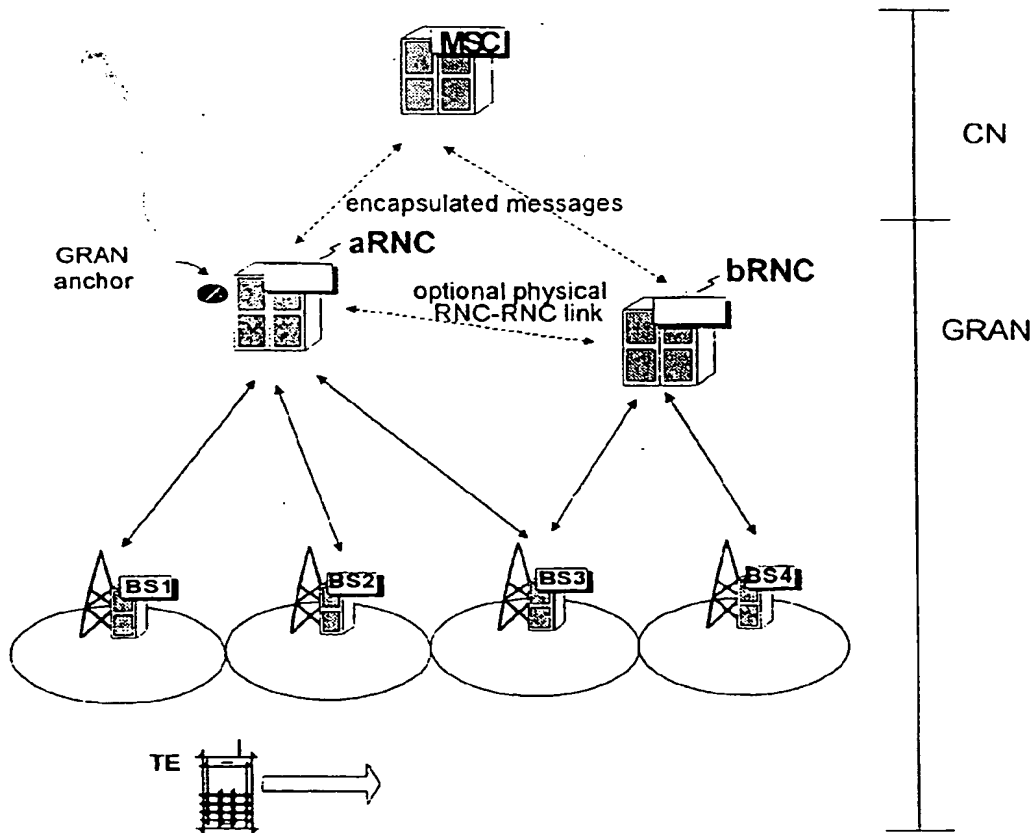 MSC
CN
encapsulated messages
aRNC
GRAN
anchor
bRNC
optional physical
RNC-RNC link
GRAN
BS1
BS2
BS3
BS4
TE